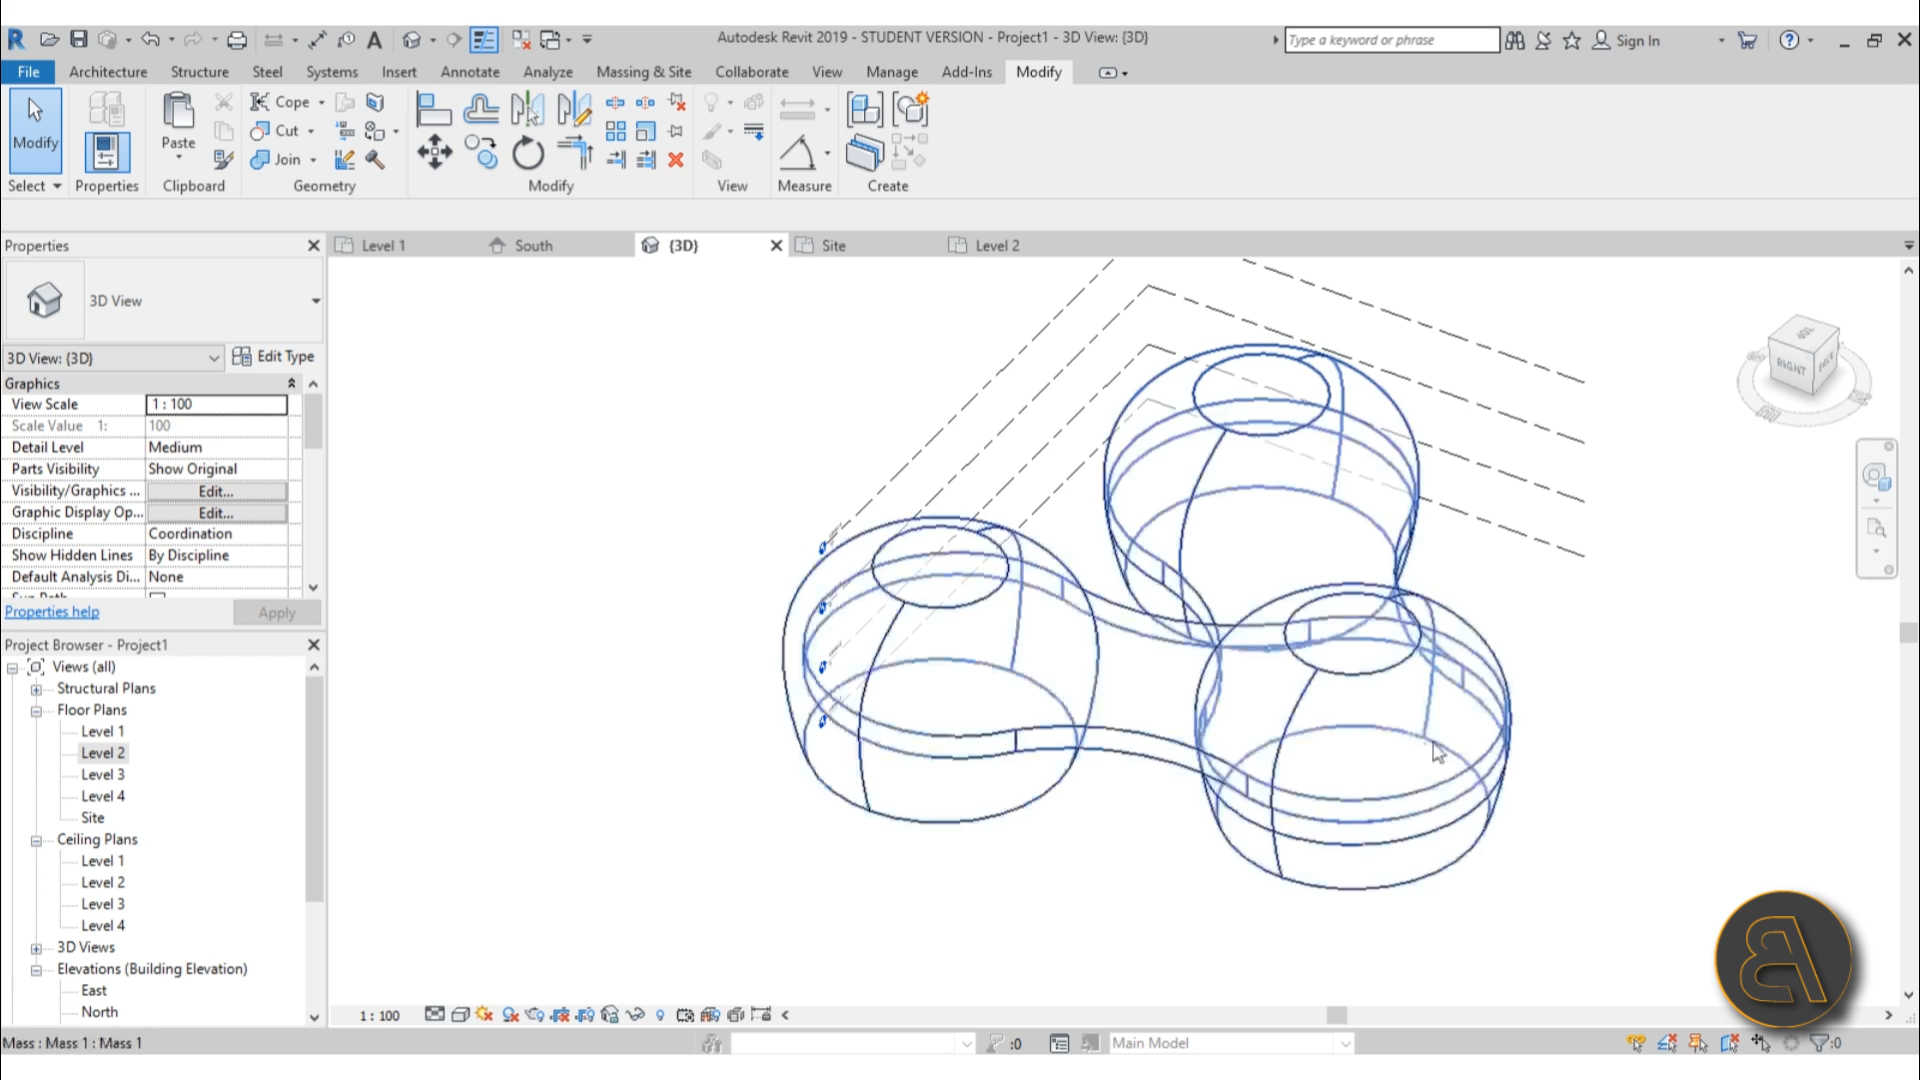 Autodesk Revit 2019 - STUDENT VERSION - Project1 - 3D View: {3D}
Type a keyword or phrase
Sign In
File Architecture Structure Steel Systems Insert Annotate Analyze Massing & Site Collaborate View Manage Add-Ins Modify
Modify
Paste
Cope
Cut
Join
Select Properties Clipboard Geometry Modify View Measure Create
Properties
Level 1 South {3D} Site Level 2
3D View
3D View: {3D} Edit Type
Graphics
View Scale 1 : 100
Scale Value 1: 100
Detail Level Medium
Parts Visibility Show Original
Visibility/Graphics ... Edit...
Graphic Display Op... Edit...
Discipline Coordination
Show Hidden Lines By Discipline
Default Analysis Di... None
Properties help Apply
Project Browser - Project1
Views (all)
Structural Plans
Floor Plans
Level 1
Level 2
Level 3
Level 4
Site
Ceiling Plans
Level 1
Level 2
Level 3
Level 4
3D Views
Elevations (Building Elevation)
East
North
TOP
RIGHT
1 : 100
Mass : Mass 1 : Mass 1
:0
Main Model
:0